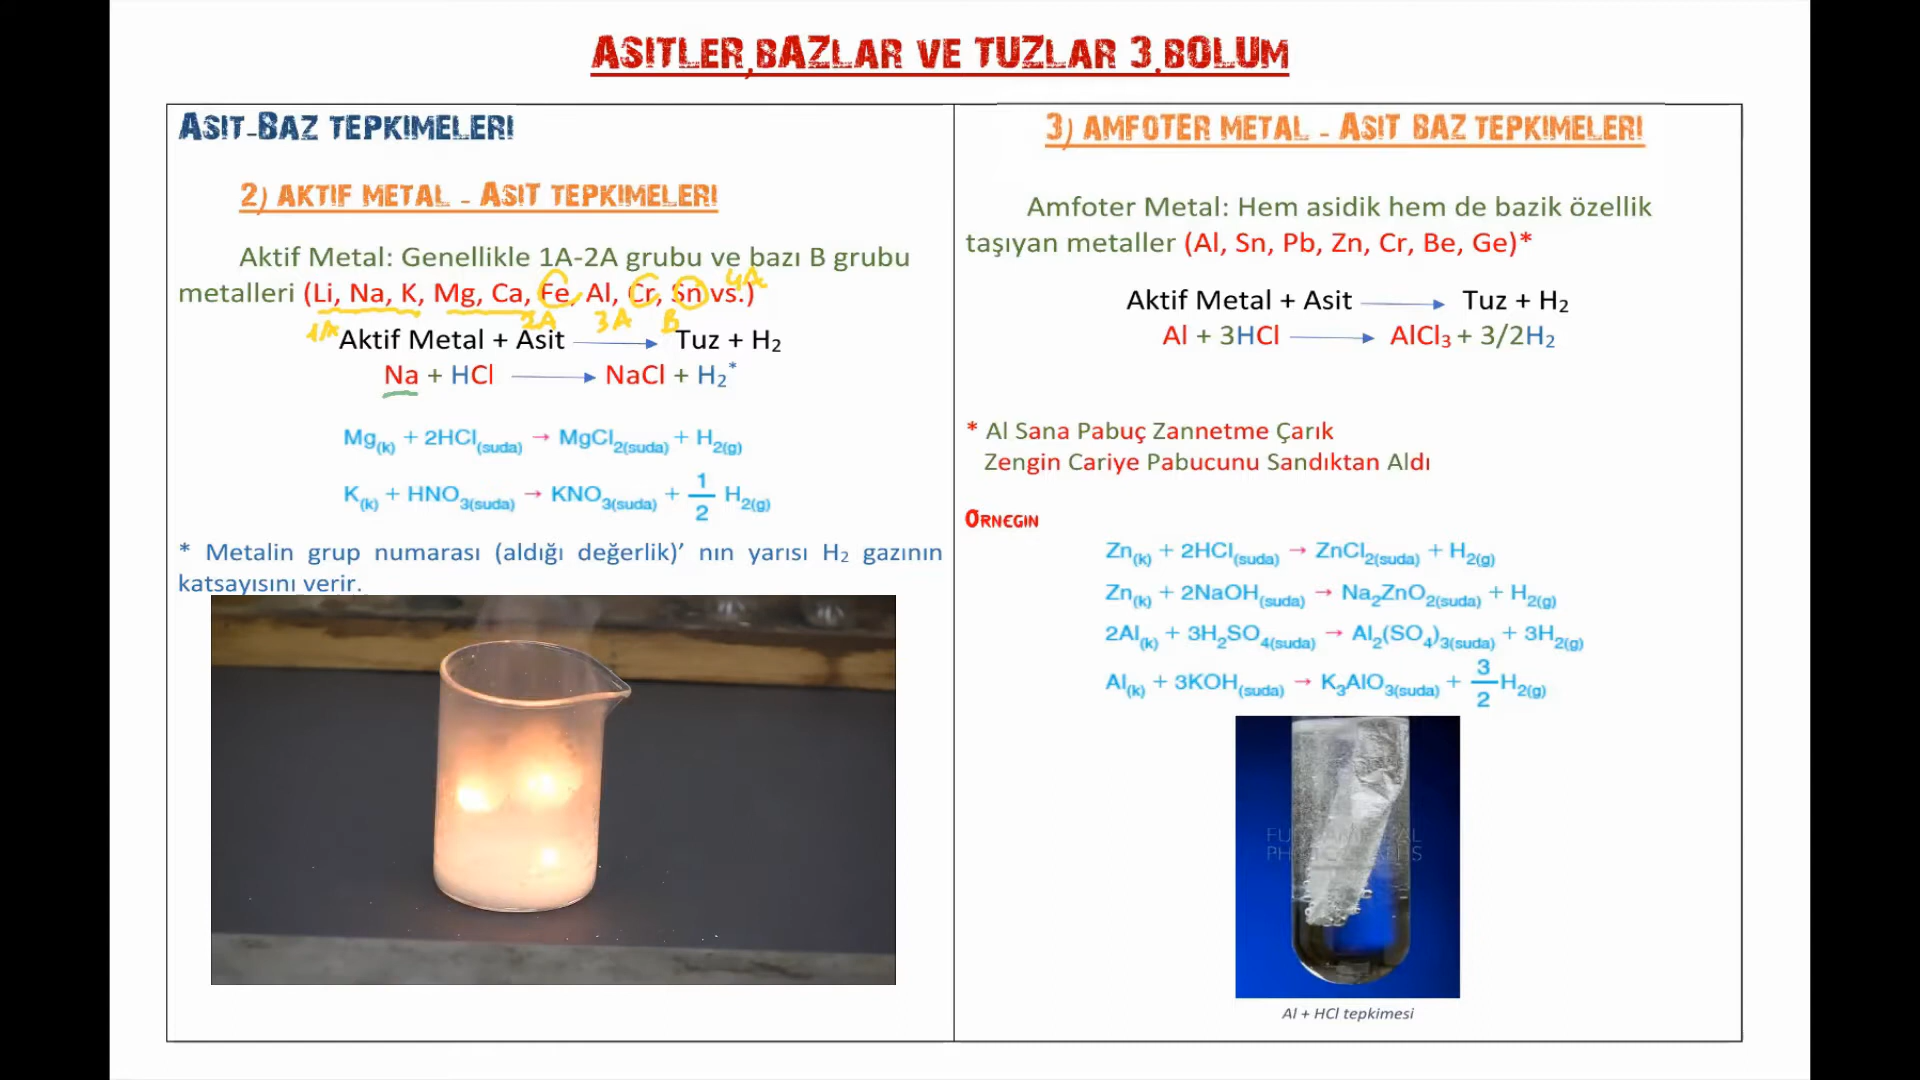 ASITLER,BAZLAR VE TUZLAR 3.BOLUM
ASIT-BAZ TEPKIMELERI
2) AKTIF METAL - ASIT TEPKIMELERI
Aktif Metal: Genellikle 1A-2A grubu ve bazı B grubu
metalleri (Li, Na, K, Mg, Ca, Fe, Al, Cr, Sn vs.)
4A
1A 2A 3A B
Aktif Metal + Asit → Tuz + H₂
Na + HCl → NaCl + H₂*
Mg(k) + 2HCl(suda) → MgCl2(suda) + H2(g)
K(k) + HNO3(suda) → KNO3(suda) + 1/2 H2(g)
* Metalin grup numarası (aldığı değerlik)’ nın yarısı H₂ gazının
katsayısını verir.
3) AMFOTER METAL - ASIT BAZ TEPKIMELERI
Amfoter Metal: Hem asidik hem de bazik özellik
taşıyan metaller (Al, Sn, Pb, Zn, Cr, Be, Ge)*
Aktif Metal + Asit → Tuz + H₂
Al + 3HCl → AlCl₃ + 3/2H₂
* Al Sana Pabuç Zannetme Çarık
Zengin Cariye Pabucunu Sandıktan Aldı
ORNEGIN
Zn(k) + 2HCl(suda) → ZnCl2(suda) + H2(g)
Zn(k) + 2NaOH(suda) → Na2ZnO2(suda) + H2(g)
2Al(k) + 3H2SO4(suda) → Al2(SO4)3(suda) + 3H2(g)
Al(k) + 3KOH(suda) → K3AlO3(suda) + 3/2 H2(g)
Al + HCl tepkimesi